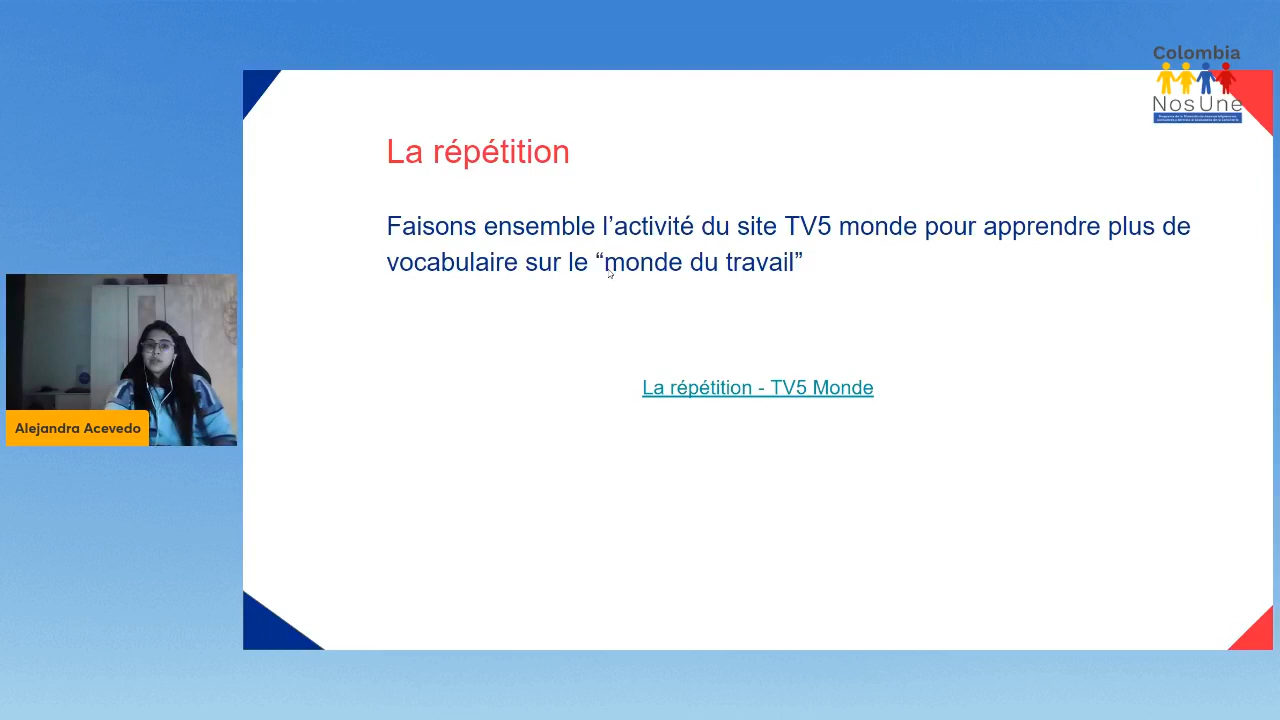 Colombia
NosUne
La répétition
Faisons ensemble l’activité du site TV5 monde pour apprendre plus de
vocabulaire sur le “monde du travail”
La répétition - TV5 Monde
Alejandra Acevedo